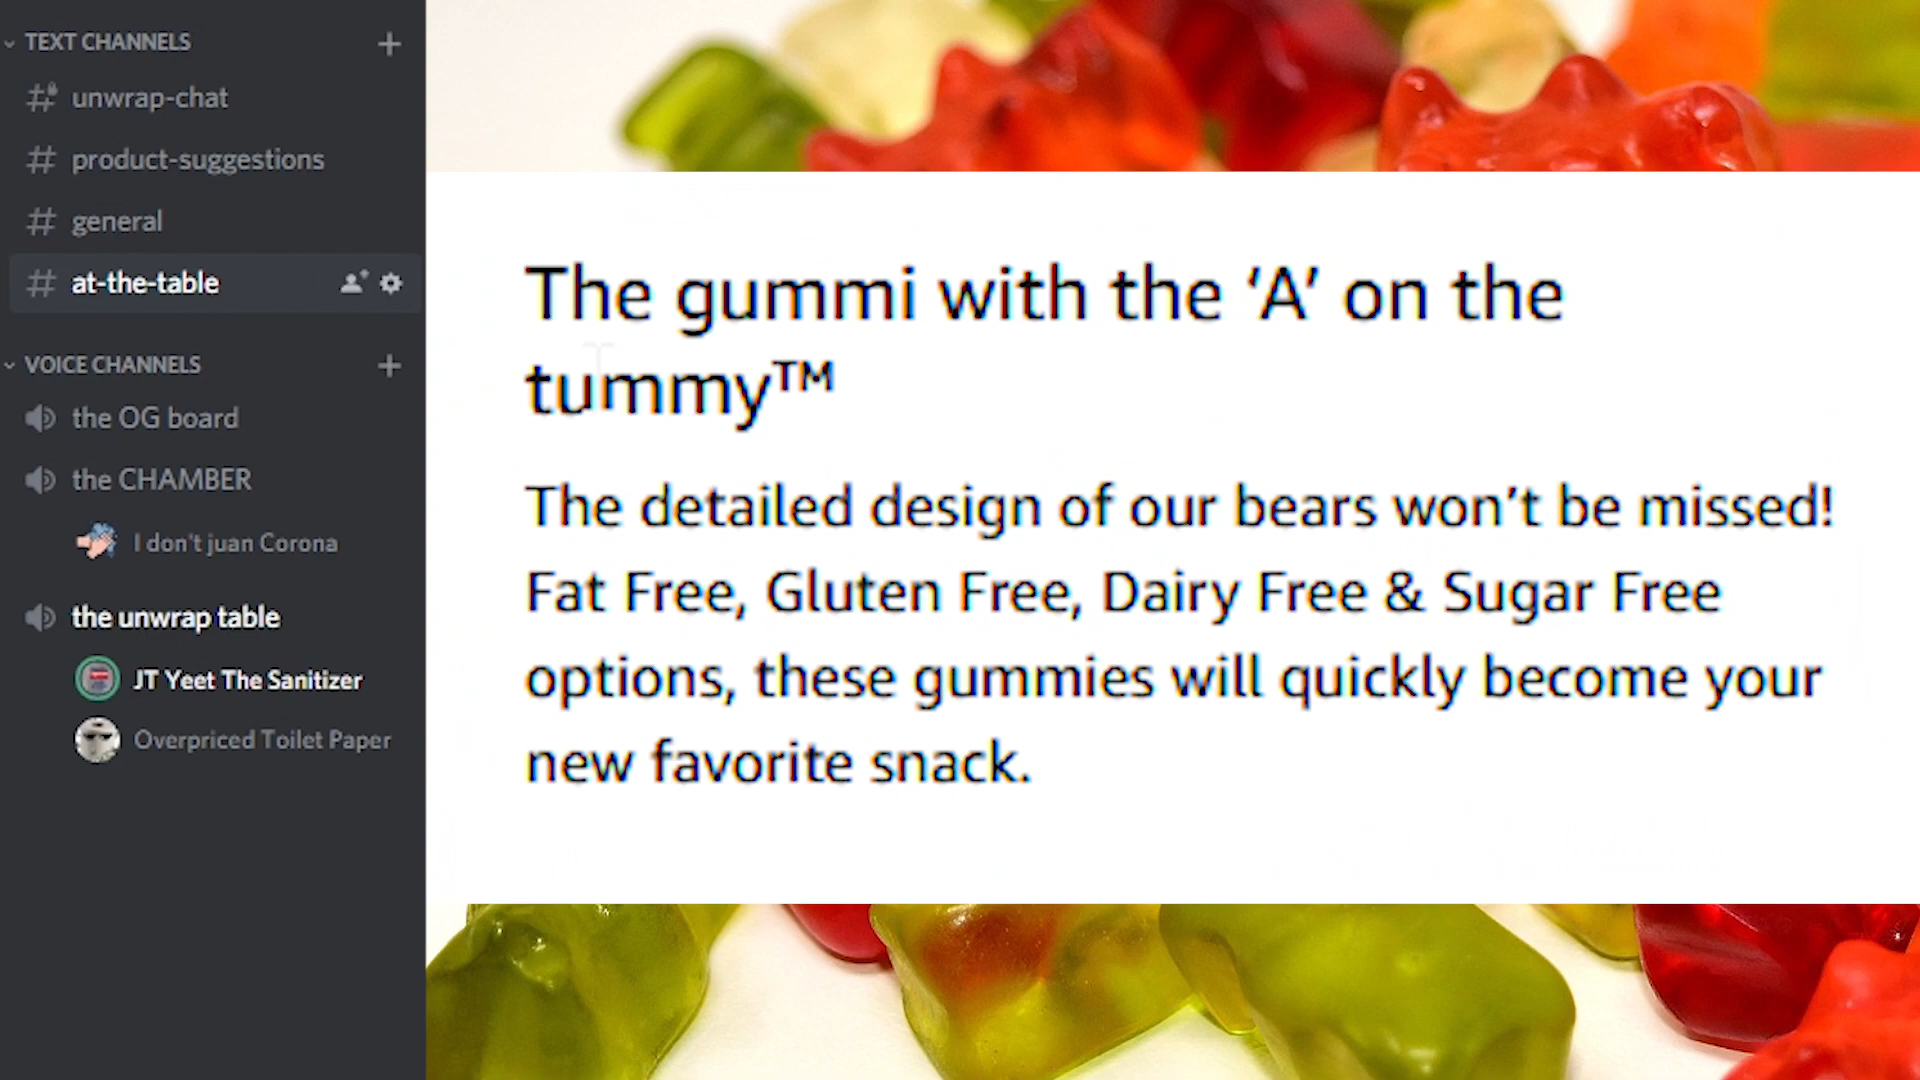 TEXT CHANNELS
unwrap-chat
product-suggestions
general
at-the-table
VOICE CHANNELS
the OG board
the CHAMBER
I don't juan Corona
the unwrap table
JT Yeet The Sanitizer
Overpriced Toilet Paper
The gummi with the ‘A’ on the
tummy™
The detailed design of our bears won’t be missed!
Fat Free, Gluten Free, Dairy Free & Sugar Free
options, these gummies will quickly become your
new favorite snack.